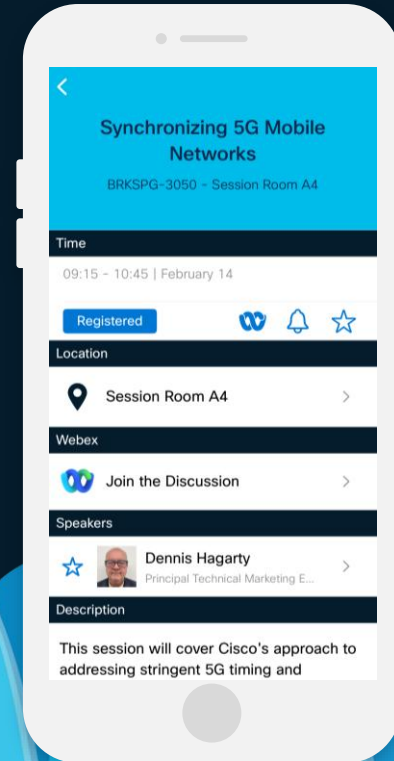 Synchronizing 5G Mobile
Networks
BRKSPG-3050 - Session Room A4
Time
09:15 - 10:45 | February 14
Registered
Location
Session Room A4
Webex
Join the Discussion
Speakers
Dennis Hagarty
Principal Technical Marketing E...
Description
This session will cover Cisco's approach to
addressing stringent 5G timing and